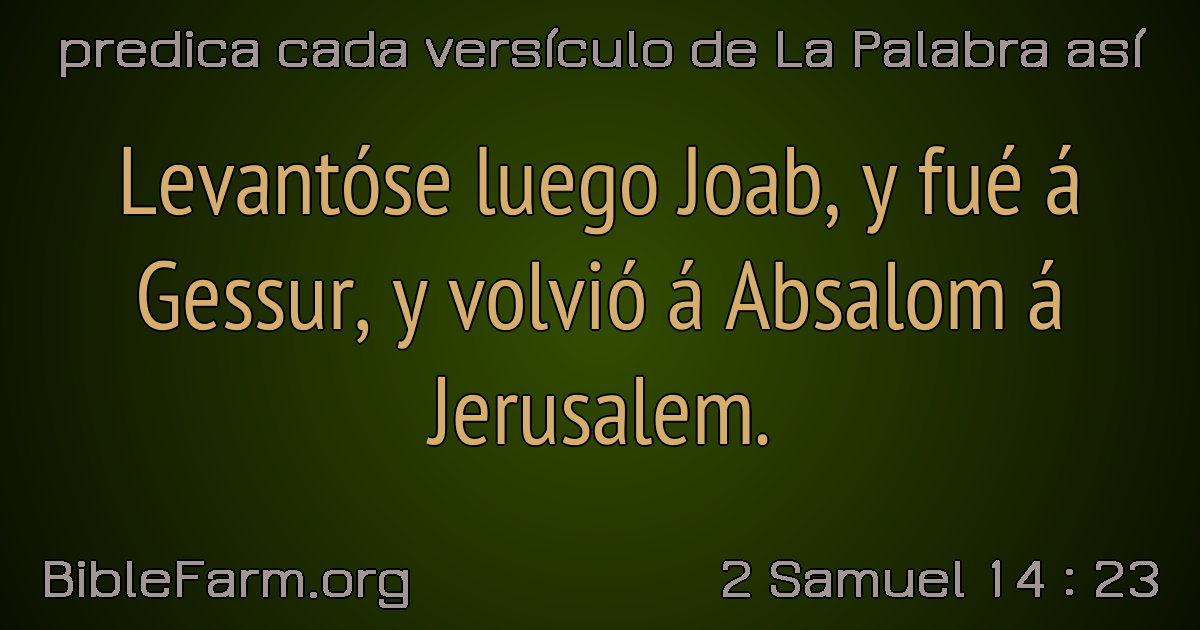 predica cada versículo de La Palabra así
Levantóse luego Joab, y fué á
Gessur, y volvió á Absalom á
Jerusalem.
BibleFarm.org
2 Samuel 14 : 23